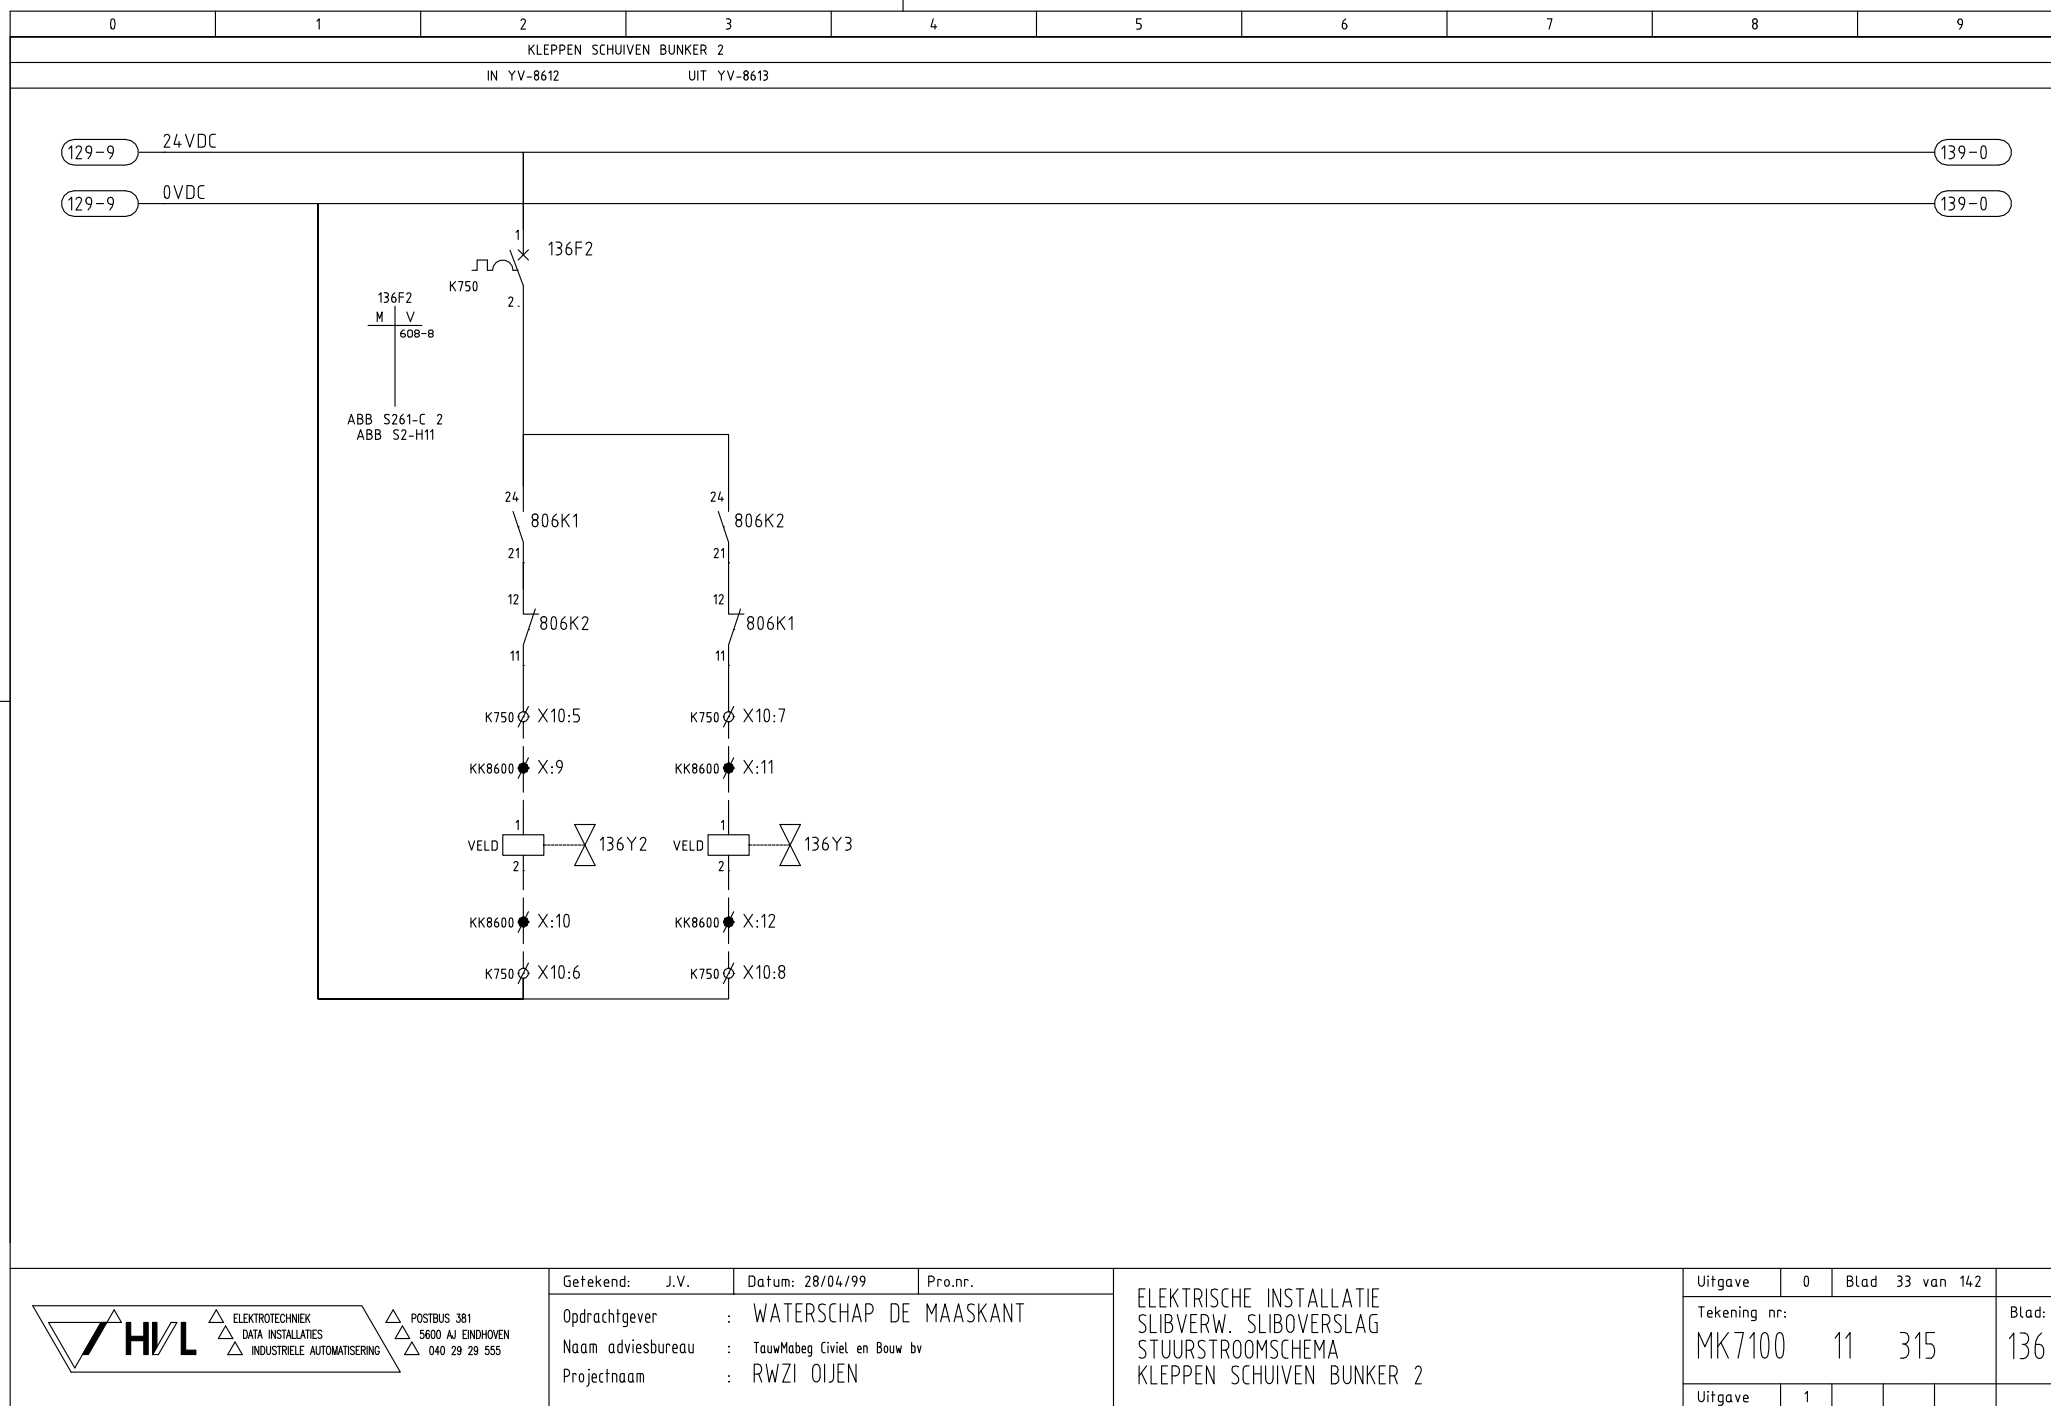 0 1 2 3 4 5 6 7 8 9
KLEPPEN SCHUIVEN BUNKER 2
IN YV-8612 UIT YV-8613
129-9 24VDC 139-0
129-9 0VDC 139-0
1
136F2
K750
2
136F2
M V
608-8
ABB S261-C 2
ABB S2-H11
24 24
806K1 806K2
21 21
12 12
806K2 806K1
11 11
K750 X10:5 K750 X10:7
KK8600 X:9 KK8600 X:11
1 1
VELD 136Y2 VELD 136Y3
2 2
KK8600 X:10 KK8600 X:12
K750 X10:6 K750 X10:8
HVL
ELEKTROTECHNIEK
DATA INSTALLATIES
INDUSTRIELE AUTOMATISERING
POSTBUS 381
5600 AJ EINDHOVEN
040 29 29 555
Getekend: J.V. Datum: 28/04/99 Pro.nr.
Opdrachtgever : WATERSCHAP DE MAASKANT
Naam adviesbureau : TauwMabeg Civiel en Bouw bv
Projectnaam : RWZI OIJEN
ELEKTRISCHE INSTALLATIE
SLIBVERW. SLIBOVERSLAG
STUURSTROOMSCHEMA
KLEPPEN SCHUIVEN BUNKER 2
Uitgave 0 Blad 33 van 142
Tekening nr: Blad:
MK7100 11 315 136
Uitgave 1